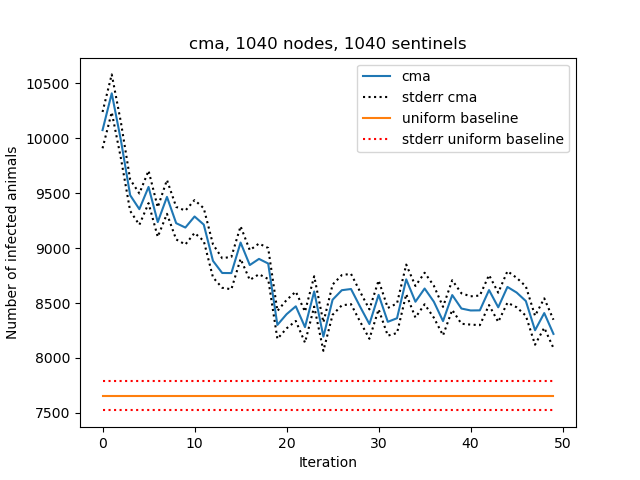 cma, 1040 nodes, 1040 sentinels
10500
10000
9500
9000
8500
8000
7500
Number of infected animals
cma
stderr cma
uniform baseline
stderr uniform baseline
0
10
20
30
40
50
Iteration